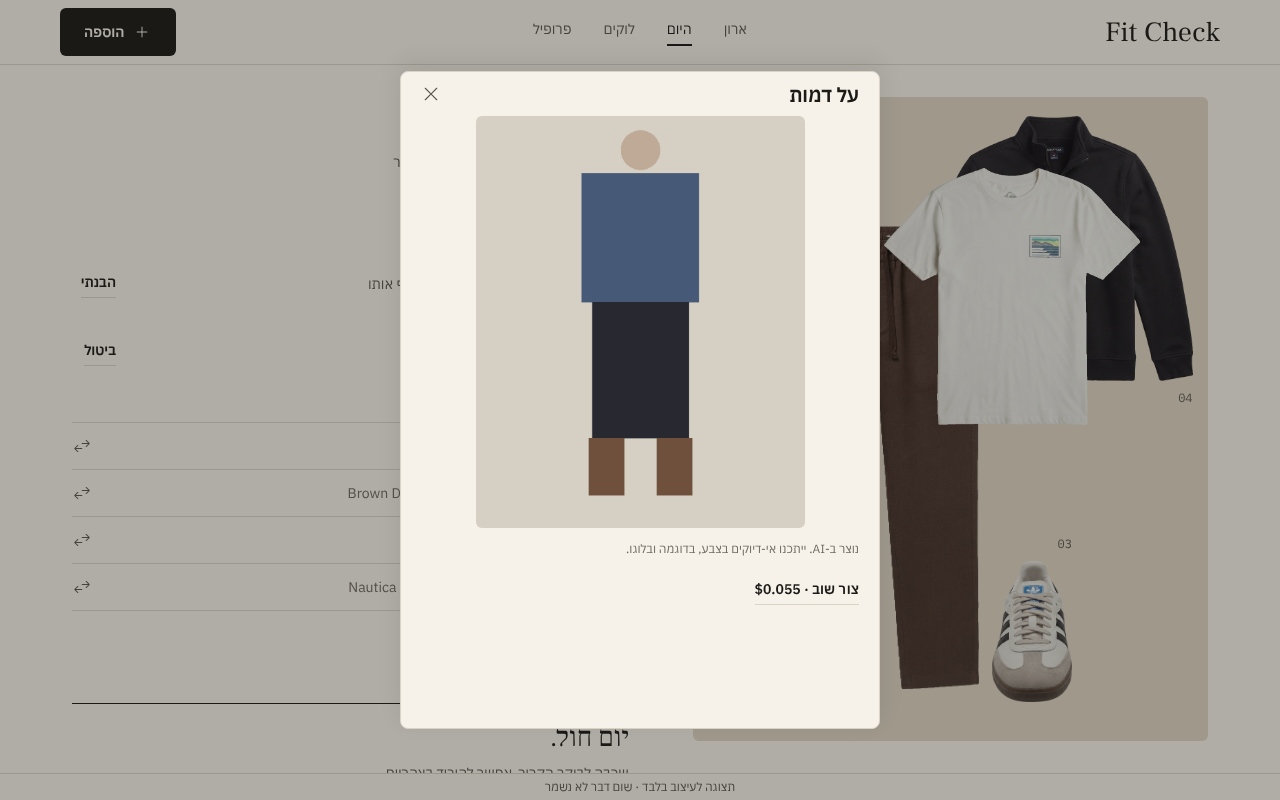 Fit Check
ארון
היום
לוקים
פרופיל
+ הוספה
על דמות
נוצר ב-AI. ייתכנו אי-דיוקים בצבע, בדוגמה ובלוגו.
צור שוב · $0.055
אותו
הבנתי
ביטול
Brown
Nautica
04
03
יום חול.
תצוגה לעיצוב בלבד · שום דבר לא נשמר